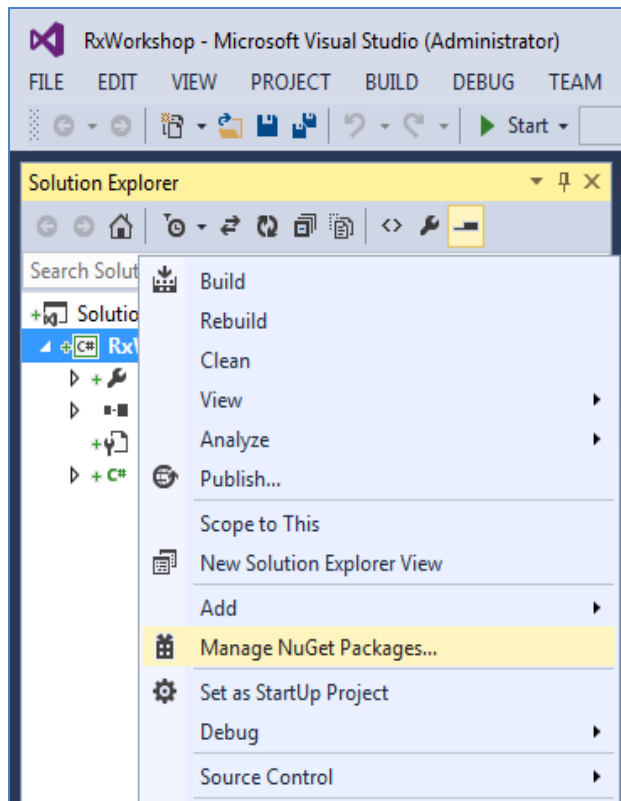 RxWorkshop - Microsoft Visual Studio (Administrator)
FILE EDIT VIEW PROJECT BUILD DEBUG TEAM
Start
Solution Explorer
Search Solut
Build
Solutio
Rebuild
C# RxW
Clean
View
Analyze
C#
Publish...
Scope to This
New Solution Explorer View
Add
Manage NuGet Packages...
Set as StartUp Project
Debug
Source Control